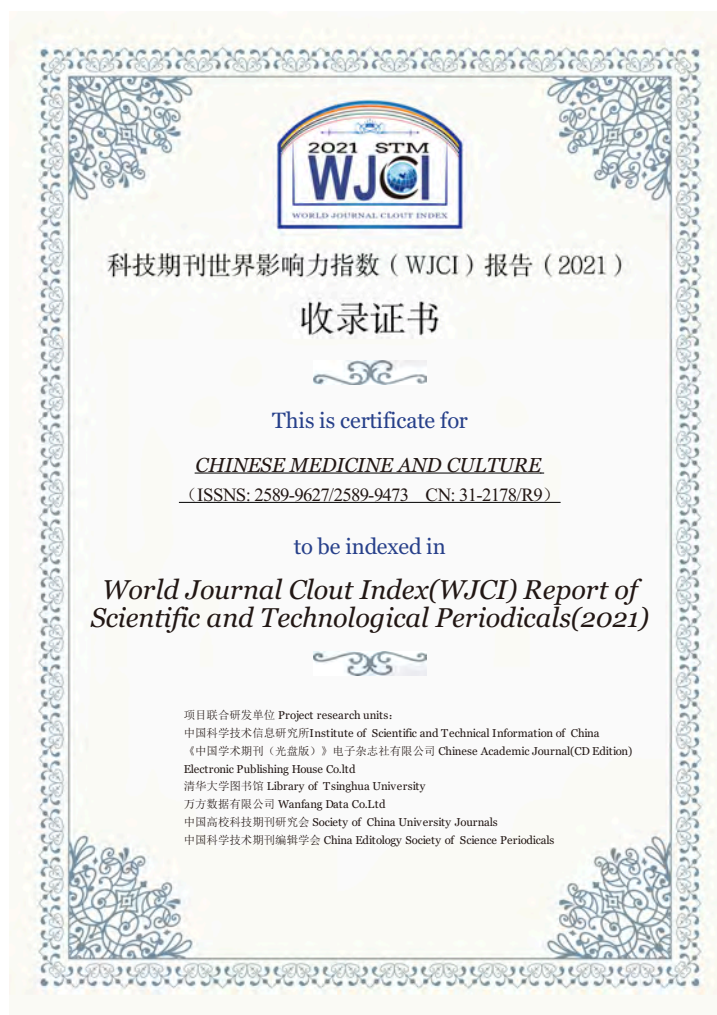 2021 STM
WJCI
WORLD JOURNAL CLOUT INDEX
科技期刊世界影响力指数（WJCI）报告（2021）
收录证书
This is certificate for
CHINESE MEDICINE AND CULTURE
（ISSNS: 2589-9627/2589-9473 CN: 31-2178/R9）
to be indexed in
World Journal Clout Index(WJCI) Report of
Scientific and Technological Periodicals(2021)
项目联合研发单位 Project research units：
中国科学技术信息研究所Institute of Scientific and Technical Information of China
《中国学术期刊（光盘版）》电子杂志社有限公司 Chinese Academic Journal(CD Edition)
Electronic Publishing House Co.ltd
清华大学图书馆 Library of Tsinghua University
万方数据有限公司 Wanfang Data Co.Ltd
中国高校科技期刊研究会 Society of China University Journals
中国科学技术期刊编辑学会 China Editology Society of Science Periodicals